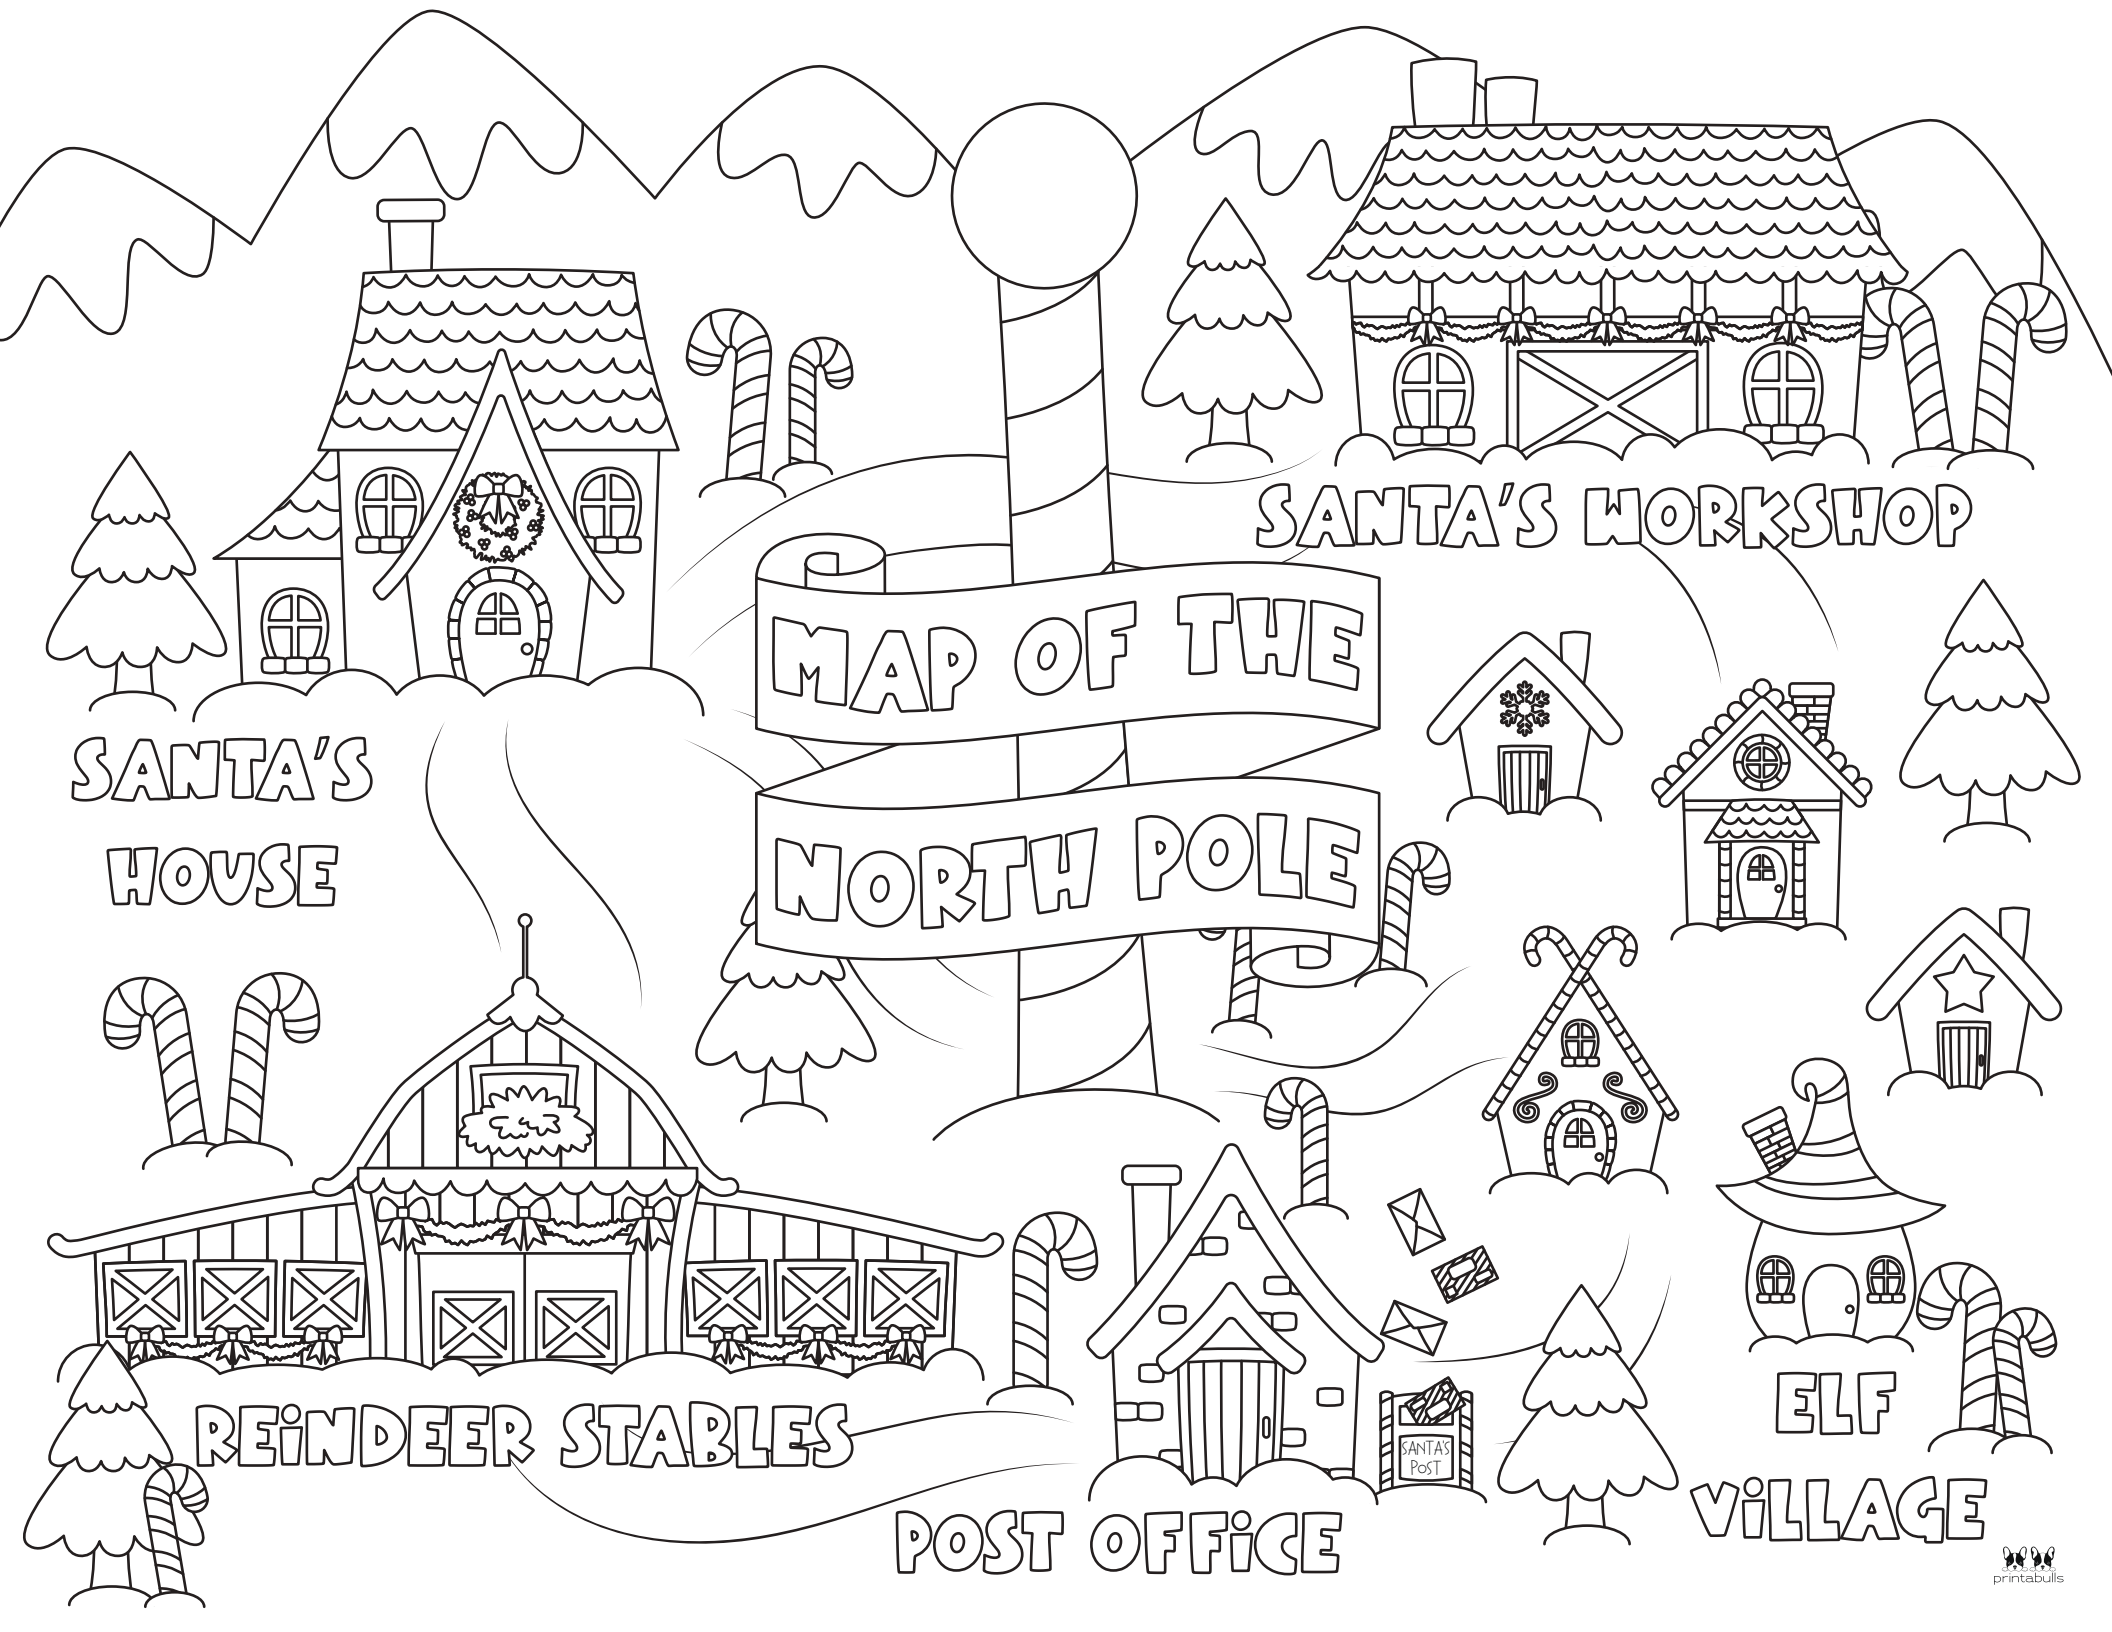 SANTA'S WORKSHOP
MAP OF THE
NORTH POLE
SANTA'S
HOUSE
REINDEER STABLES
SANTA'S
POST
POST OFFICE
ELF
VILLAGE
printabulls